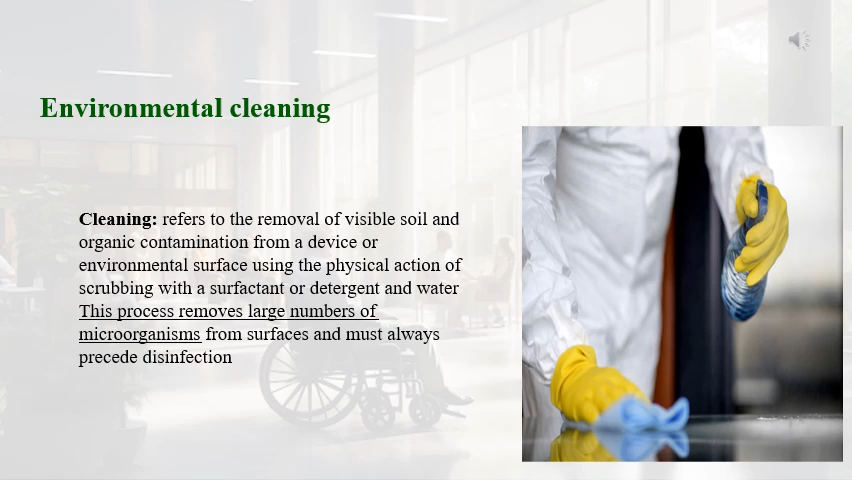 Environmental cleaning
Cleaning: refers to the removal of visible soil and
organic contamination from a device or
environmental surface using the physical action of
scrubbing with a surfactant or detergent and water
This process removes large numbers of
microorganisms from surfaces and must always
precede disinfection